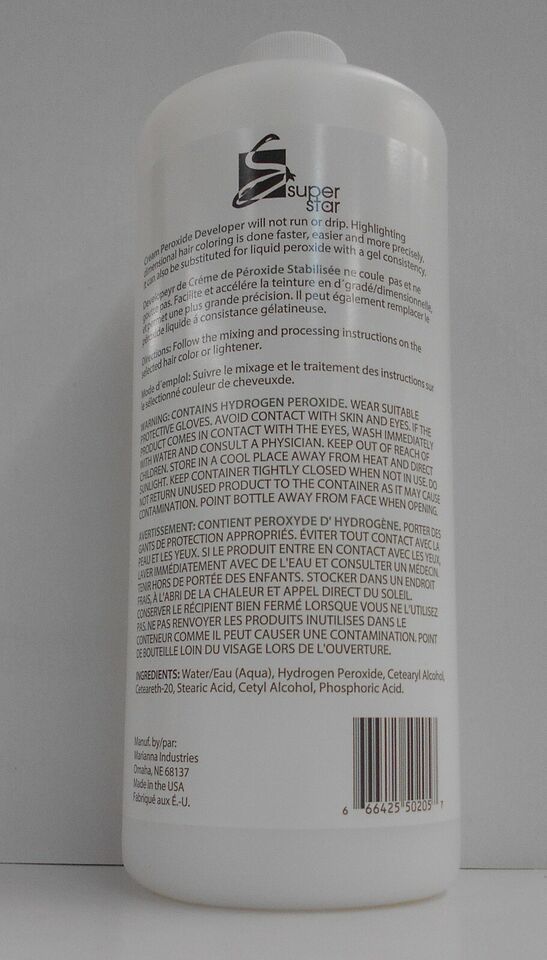 super
star
Cream Peroxide Developer will not run or drip. Highlighting
dimensional hair coloring is done faster, easier and more precisely.
It can also be substituted for liquid peroxide with a gel consistency.
Developeyr de Créme de Péroxide Stabilisée ne coule pas et ne
goutte pas. Facilite et accélére la teinture en d´gradé/dimensionnelle,
et permet une plus grande précision. Il peut également remplacer le
péroxide liquide á consistance gélatineuse.
Directions: Follow the mixing and processing instructions on the
selected hair color or lightener.
Mode d'emploI: Suivre le mixage et le traitement des instructions sur
le sélectionné couleur de cheveuxde.
WARNING: CONTAINS HYDROGEN PEROXIDE. WEAR SUITABLE
PROTECTIVE GLOVES. AVOID CONTACT WITH SKIN AND EYES. IF THE
PRODUCT COMES IN CONTACT WITH THE EYES, WASH IMMEDIATELY
WITH WATER AND CONSULT A PHYSICIAN. KEEP OUT OF REACH OF
CHILDREN. STORE IN A COOL PLACE AWAY FROM HEAT AND DIRECT
SUNLIGHT. KEEP CONTAINER TIGHTLY CLOSED WHEN NOT IN USE. DO
NOT RETURN UNUSED PRODUCT TO THE CONTAINER AS IT MAY CAUSE
CONTAMINATION. POINT BOTTLE AWAY FROM FACE WHEN OPENING.
AVERTISSEMENT: CONTIENT PEROXYDE D' HYDROGÈNE. PORTER DES
GANTS DE PROTECTION APPROPRIÉS. ÉVITER TOUT CONTACT AVEC LA
PEAU ET LES YEUX. SI LE PRODUIT ENTRE EN CONTACT AVEC LES YEUX,
LAVER IMMÉDIATEMENT AVEC DE L'EAU ET CONSULTER UN MÉDECIN.
TENIR HORS DE PORTÉE DES ENFANTS. STOCKER DANS UN ENDROIT
FRAIS, À L'ABRI DE LA CHALEUR ET APPEL DIRECT DU SOLEIL.
CONSERVER LE RÉCIPIENT BIEN FERMÉ LORSQUE VOUS NE L'UTILISEZ
PAS. NE PAS RENVOYER LES PRODUITS INUTILISES DANS LE
CONTENEUR COMME IL PEUT CAUSER UNE CONTAMINATION. POINT
DE BOUTEILLE LOIN DU VISAGE LORS DE L'OUVERTURE.
INGREDIENTS: Water/Eau (Aqua), Hydrogen Peroxide, Cetearyl Alcohol,
Ceteareth-20, Stearic Acid, Cetyl Alcohol, Phosphoric Acid.
Manuf. by/par:
Marianna Industries
Omaha, NE 68137
Made in the USA
Fabriqué aux É.-U.
6 66425 50205 7